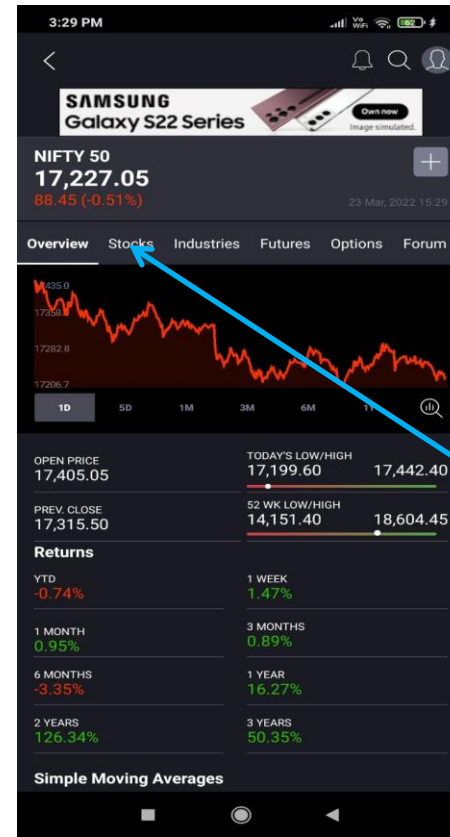 3:29 PM
Vo
WiFi
62
SAMSUNG
Galaxy S22 Series
Own now
Image simulated.
NIFTY 50
17,227.05
88.45 (-0.51%)
23 Mar, 2022 15:29
Overview Stocks Industries Futures Options Forum
17435.0
17358.
17282.8
17206.7
1D 5D 1M 3M 6M 1Y
OPEN PRICE
17,405.05
TODAY'S LOW/HIGH
17,199.60 17,442.40
PREV. CLOSE
17,315.50
52 WK LOW/HIGH
14,151.40 18,604.45
Returns
YTD
-0.74%
1 WEEK
1.47%
1 MONTH
0.95%
3 MONTHS
0.89%
6 MONTHS
-3.35%
1 YEAR
16.27%
2 YEARS
126.34%
3 YEARS
50.35%
Simple Moving Averages